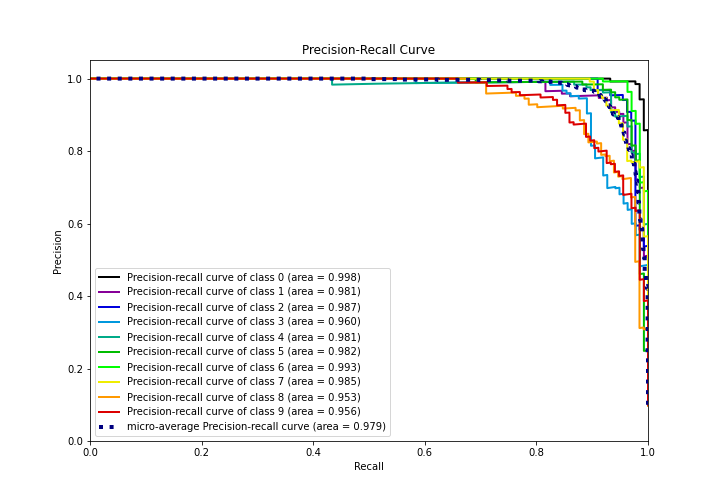 Precision-Recall Curve
1.0
0.8
0.6
0.4
0.2
0.0
Precision
Precision-recall curve of class 0 (area = 0.998)
Precision-recall curve of class 1 (area = 0.981)
Precision-recall curve of class 2 (area = 0.987)
Precision-recall curve of class 3 (area = 0.960)
Precision-recall curve of class 4 (area = 0.981)
Precision-recall curve of class 5 (area = 0.982)
Precision-recall curve of class 6 (area = 0.993)
Precision-recall curve of class 7 (area = 0.985)
Precision-recall curve of class 8 (area = 0.953)
Precision-recall curve of class 9 (area = 0.956)
micro-average Precision-recall curve (area = 0.979)
0.0 0.2 0.4 0.6 0.8 1.0
Recall